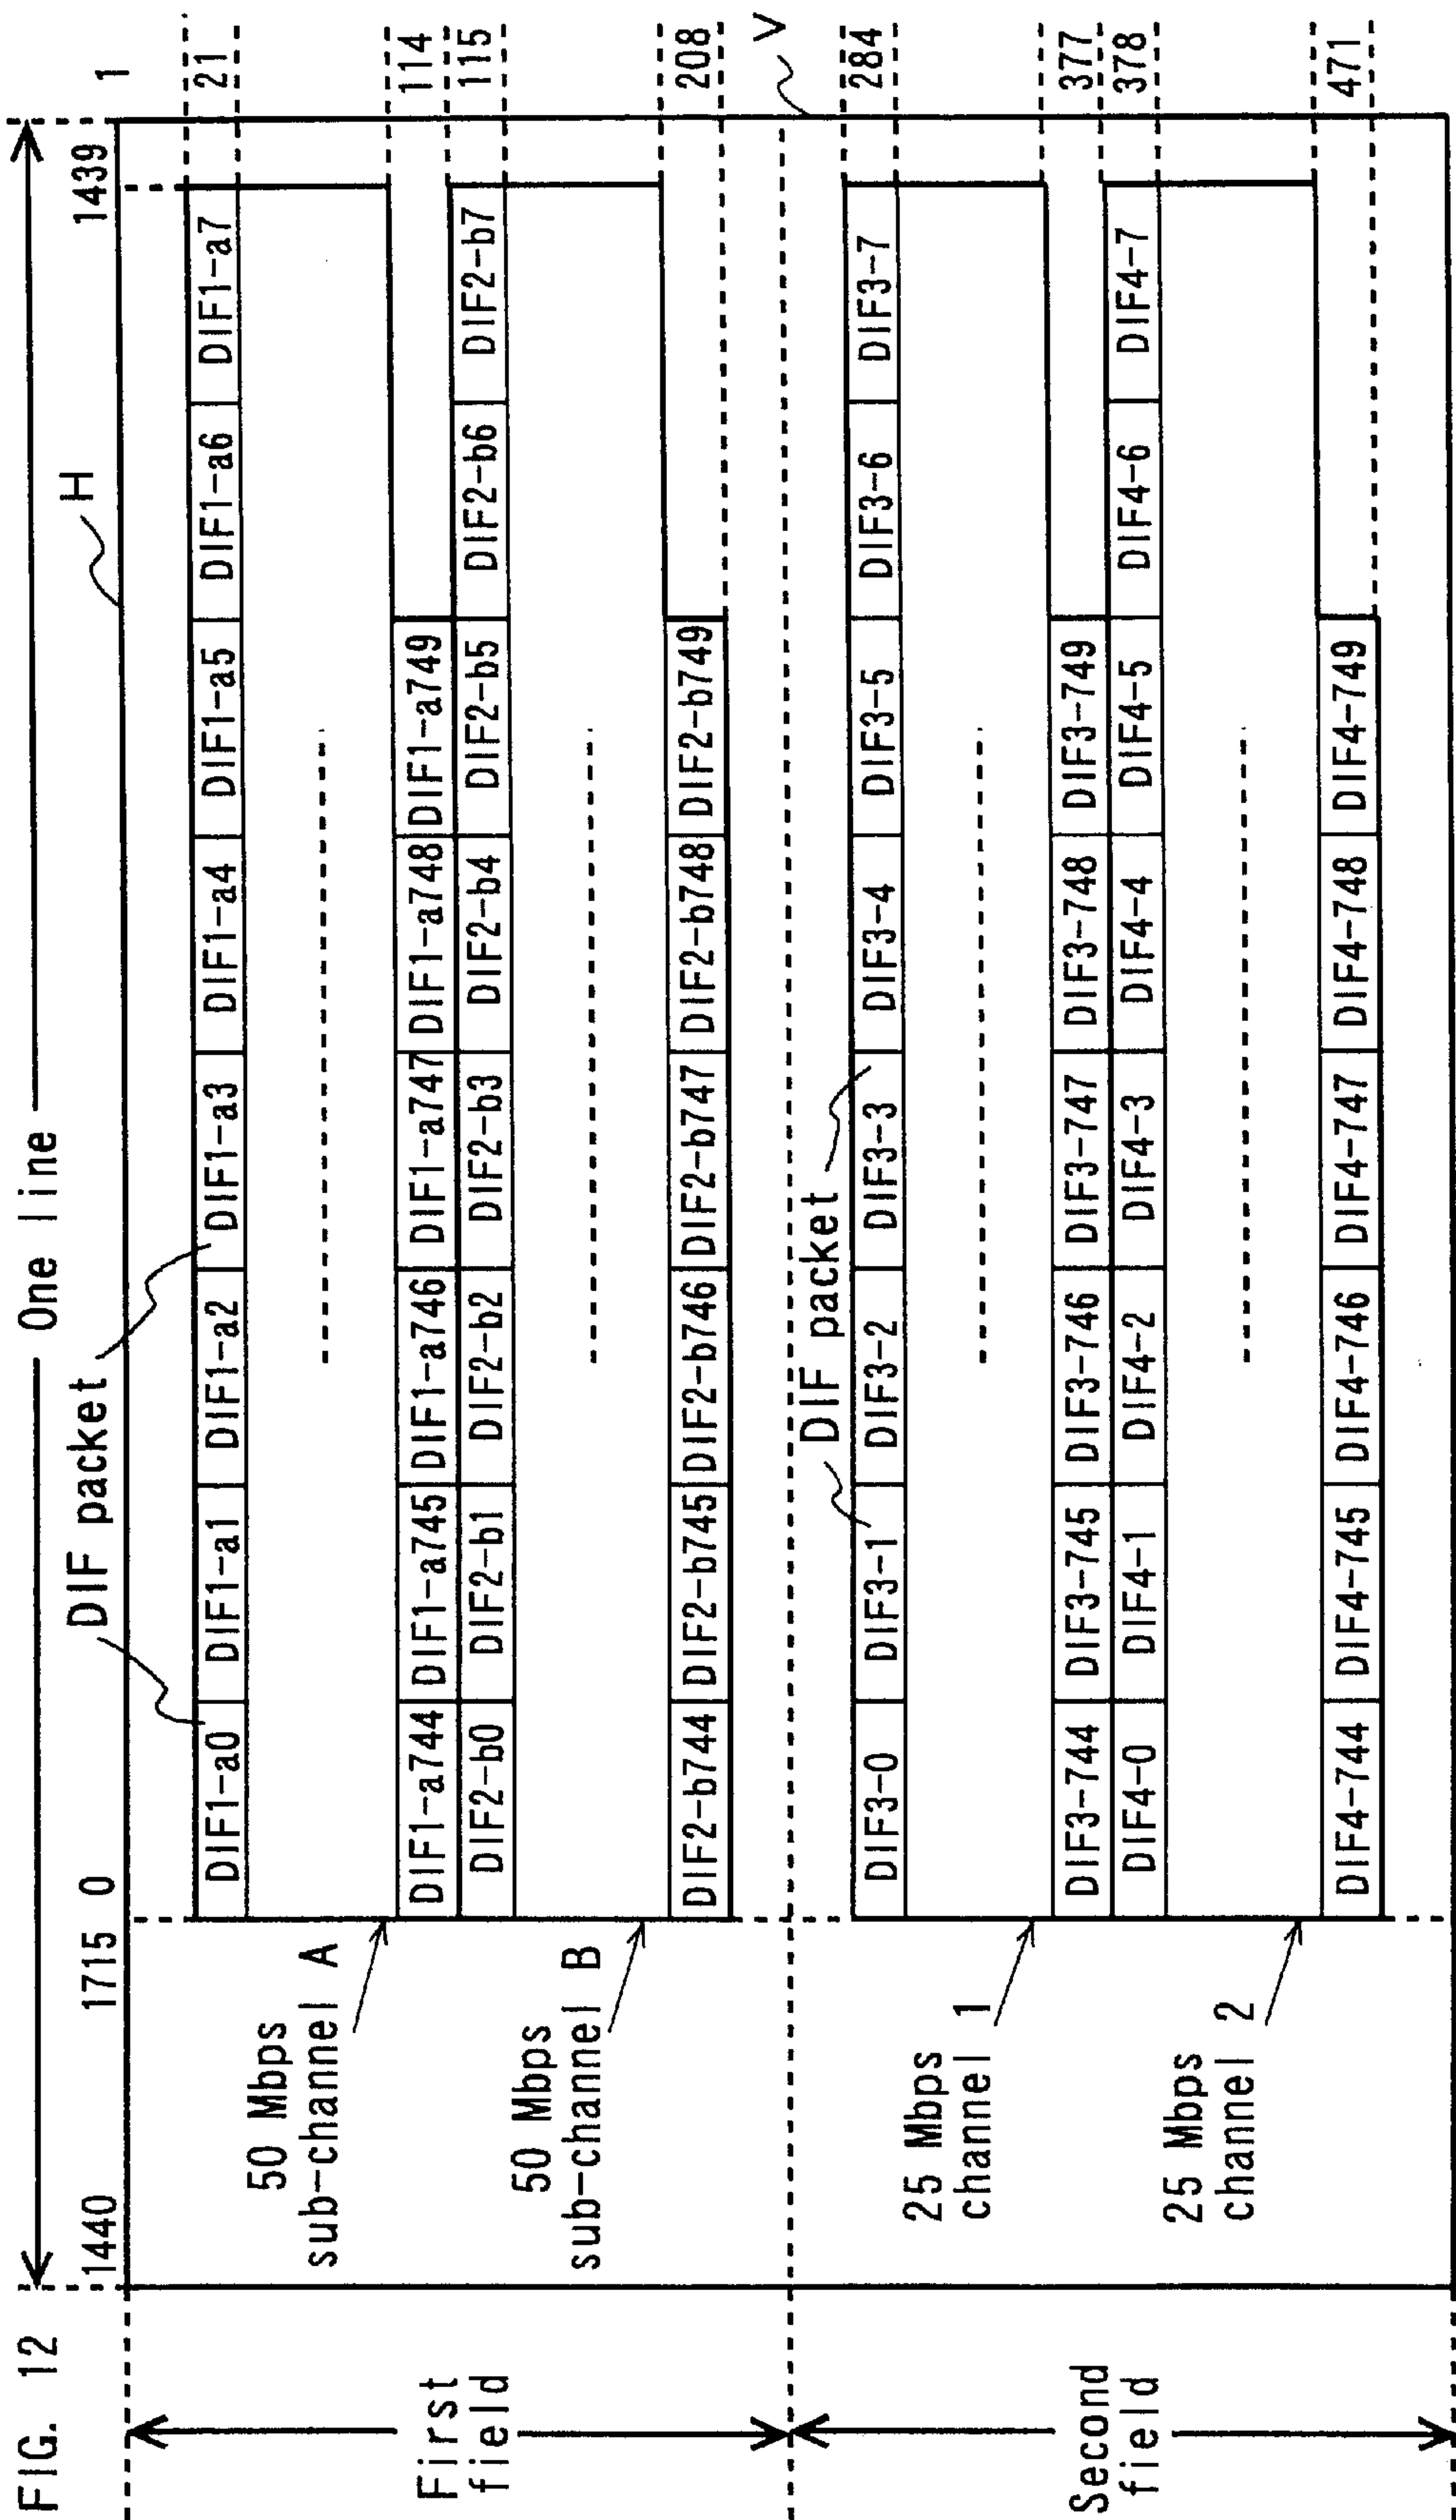 FIG. 12
One line
1440 1715 0 1439 1
H
DIF packet
First field
50 Mbps sub-channel A
DIF1-a0 DIF1-a1 DIF1-a2 DIF1-a3 DIF1-a4 DIF1-a5 DIF1-a6 DIF1-a7 21
DIF1-a744 DIF1-a745 DIF1-a746 DIF1-a747 DIF1-a748 DIF1-a749 114
50 Mbps sub-channel B
DIF2-b0 DIF2-b1 DIF2-b2 DIF2-b3 DIF2-b4 DIF2-b5 DIF2-b6 DIF2-b7 115
DIF2-b744 DIF2-b745 DIF2-b746 DIF2-b747 DIF2-b748 DIF2-b749 208
V
Second field
DIF packet
25 Mbps channel 1
DIF3-0 DIF3-1 DIF3-2 DIF3-3 DIF3-4 DIF3-5 DIF3-6 DIF3-7 284
DIF3-744 DIF3-745 DIF3-746 DIF3-747 DIF3-748 DIF3-749 377
25 Mbps channel 2
DIF4-0 DIF4-1 DIF4-2 DIF4-3 DIF4-4 DIF4-5 DIF4-6 DIF4-7 378
DIF4-744 DIF4-745 DIF4-746 DIF4-747 DIF4-748 DIF4-749 471